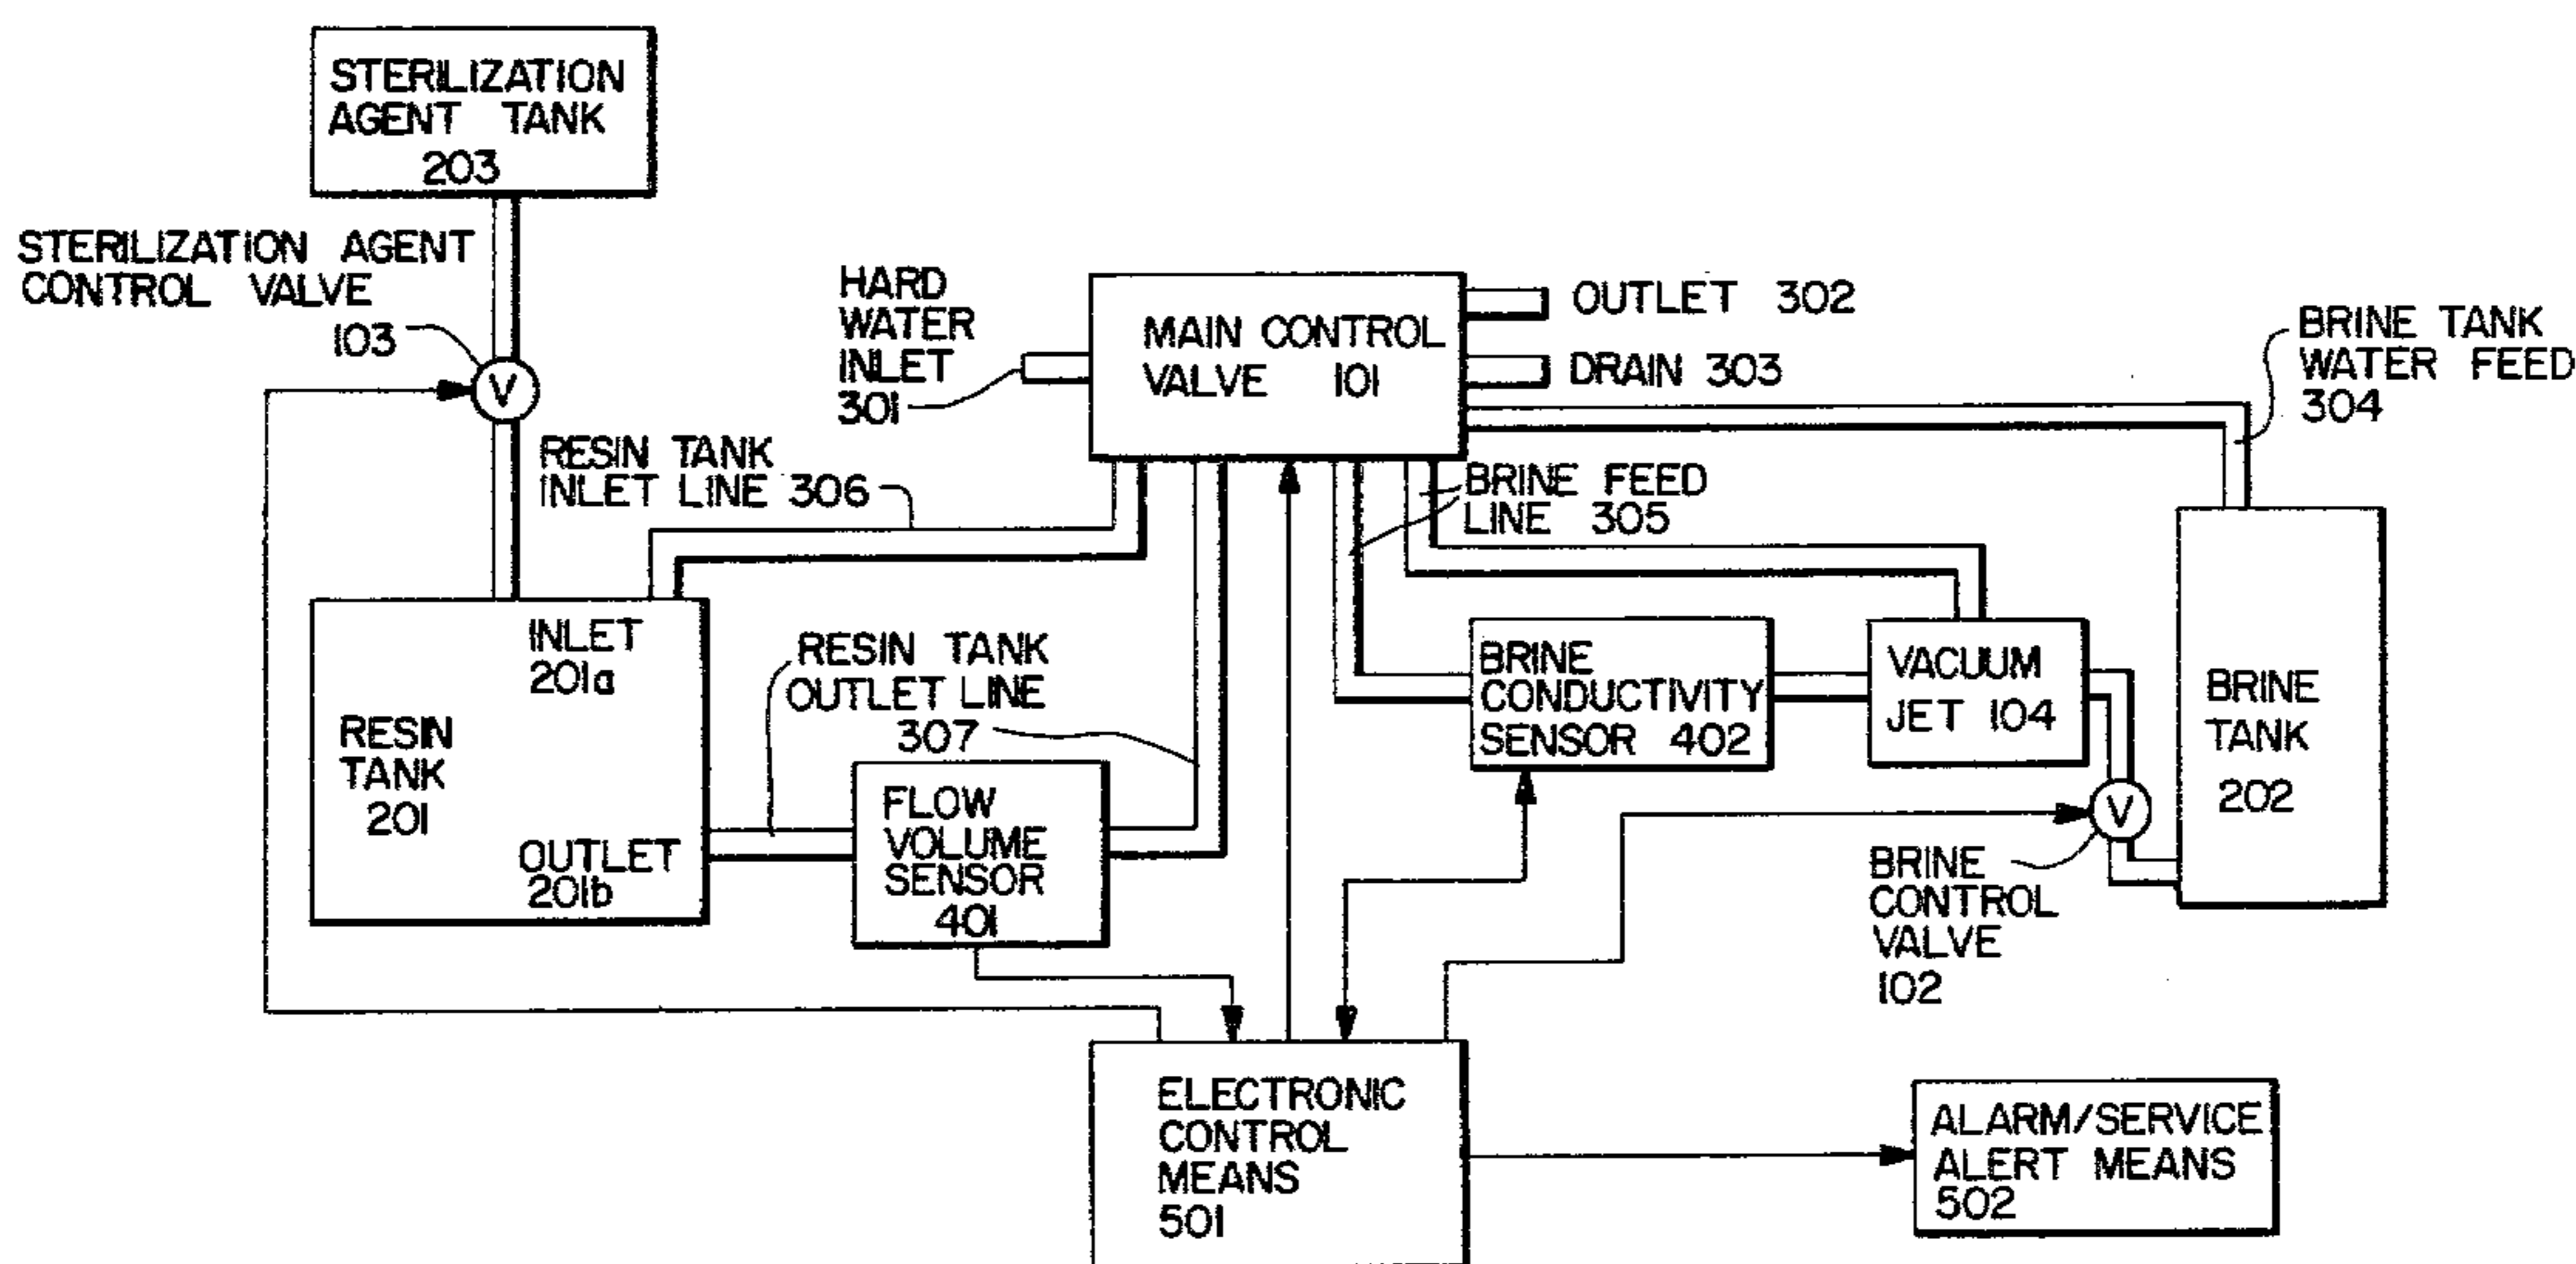 STERILIZATION
AGENT TANK
203
STERILIZATION AGENT
CONTROL VALVE
103
V
HARD
WATER
INLET
301
MAIN CONTROL
VALVE 101
OUTLET 302
DRAIN 303
BRINE TANK
WATER FEED
304
RESIN TANK
INLET LINE 306
BRINE FEED
LINE 305
INLET
201a
RESIN
TANK
201
OUTLET
201b
RESIN TANK
OUTLET LINE
307
FLOW
VOLUME
SENSOR
401
BRINE
CONDUCTIVITY
SENSOR 402
VACUUM
JET 104
BRINE
TANK
202
V
BRINE
CONTROL
VALVE
102
ELECTRONIC
CONTROL
MEANS
501
ALARM/SERVICE
ALERT MEANS
502